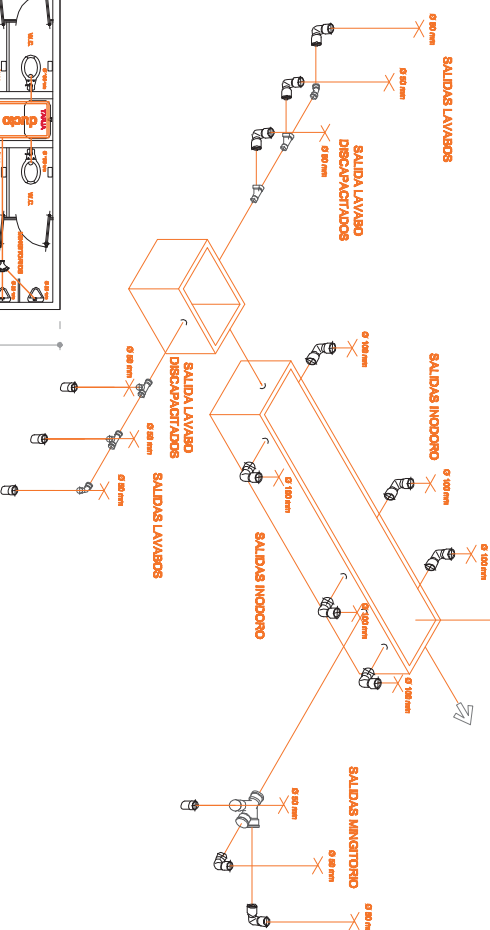 SALIDAS LAVABOS
Ø 50 mm
Ø 50 mm
Ø 50 mm
SALIDA LAVABO
DISCAPACITADOS
SALIDAS INODORO
Ø 100 mm
Ø 100 mm
Ø 100 mm
SALIDA LAVABO
DISCAPACITADOS
SALIDAS LAVABOS
Ø 50 mm
Ø 50 mm
Ø 50 mm
SALIDAS INODORO
Ø 100 mm
Ø 100 mm
Ø 100 mm
SALIDAS MINGITORIO
Ø 50 mm
Ø 50 mm
Ø 50 mm
W.C.
TARJA
W.C.